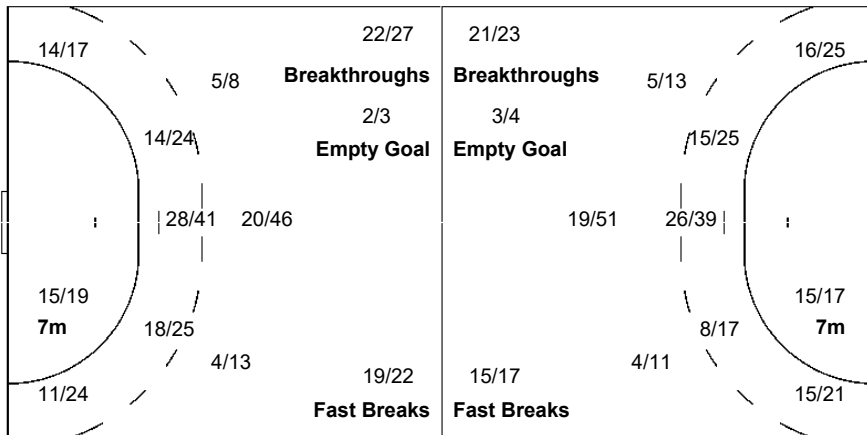 22/27 21/23
14/17 16/25
Breakthroughs Breakthroughs
5/8 5/13
2/3 3/4
14/24 15/25
Empty Goal Empty Goal
28/41 20/46 19/51 26/39
15/19 15/17
7m 18/25 8/17 7m
4/13 4/11
19/22 15/17
11/24 15/21
Fast Breaks Fast Breaks